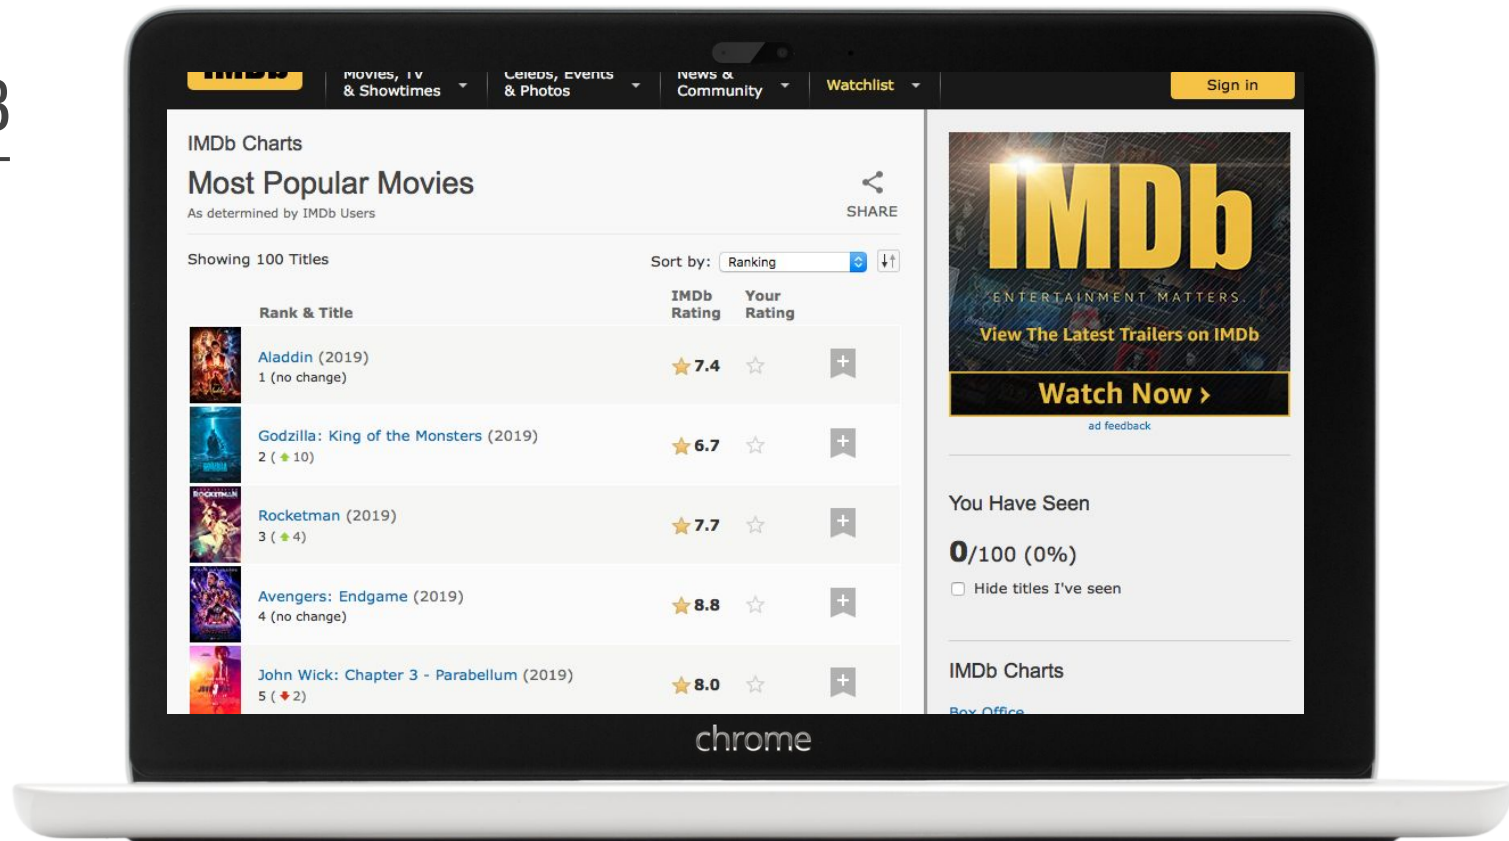 3
IMDb
Movies, TV
& Showtimes
Celebs, Events
& Photos
News &
Community
Watchlist
Sign in
IMDb Charts
Most Popular Movies
As determined by IMDb Users
SHARE
Showing 100 Titles
Sort by: Ranking
Rank & Title
IMDb
Rating
Your
Rating
Aladdin (2019)
1 (no change)
7.4
Godzilla: King of the Monsters (2019)
2 ( 10)
6.7
ROCKETMAN
Rocketman (2019)
3 ( 4)
7.7
Avengers: Endgame (2019)
4 (no change)
8.8
John Wick: Chapter 3 - Parabellum (2019)
5 ( 2)
8.0
IMDb
ENTERTAINMENT MATTERS.
View The Latest Trailers on IMDb
Watch Now ›
ad feedback
You Have Seen
0/100 (0%)
Hide titles I've seen
IMDb Charts
Box Office
chrome